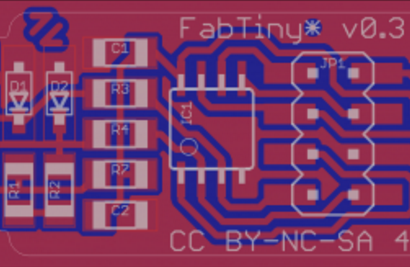 FabTiny* v0.3
C1
JP1
D1 D2
R3
IC1
R4
R7
R1 R2
C2
CC BY-NC-SA 4